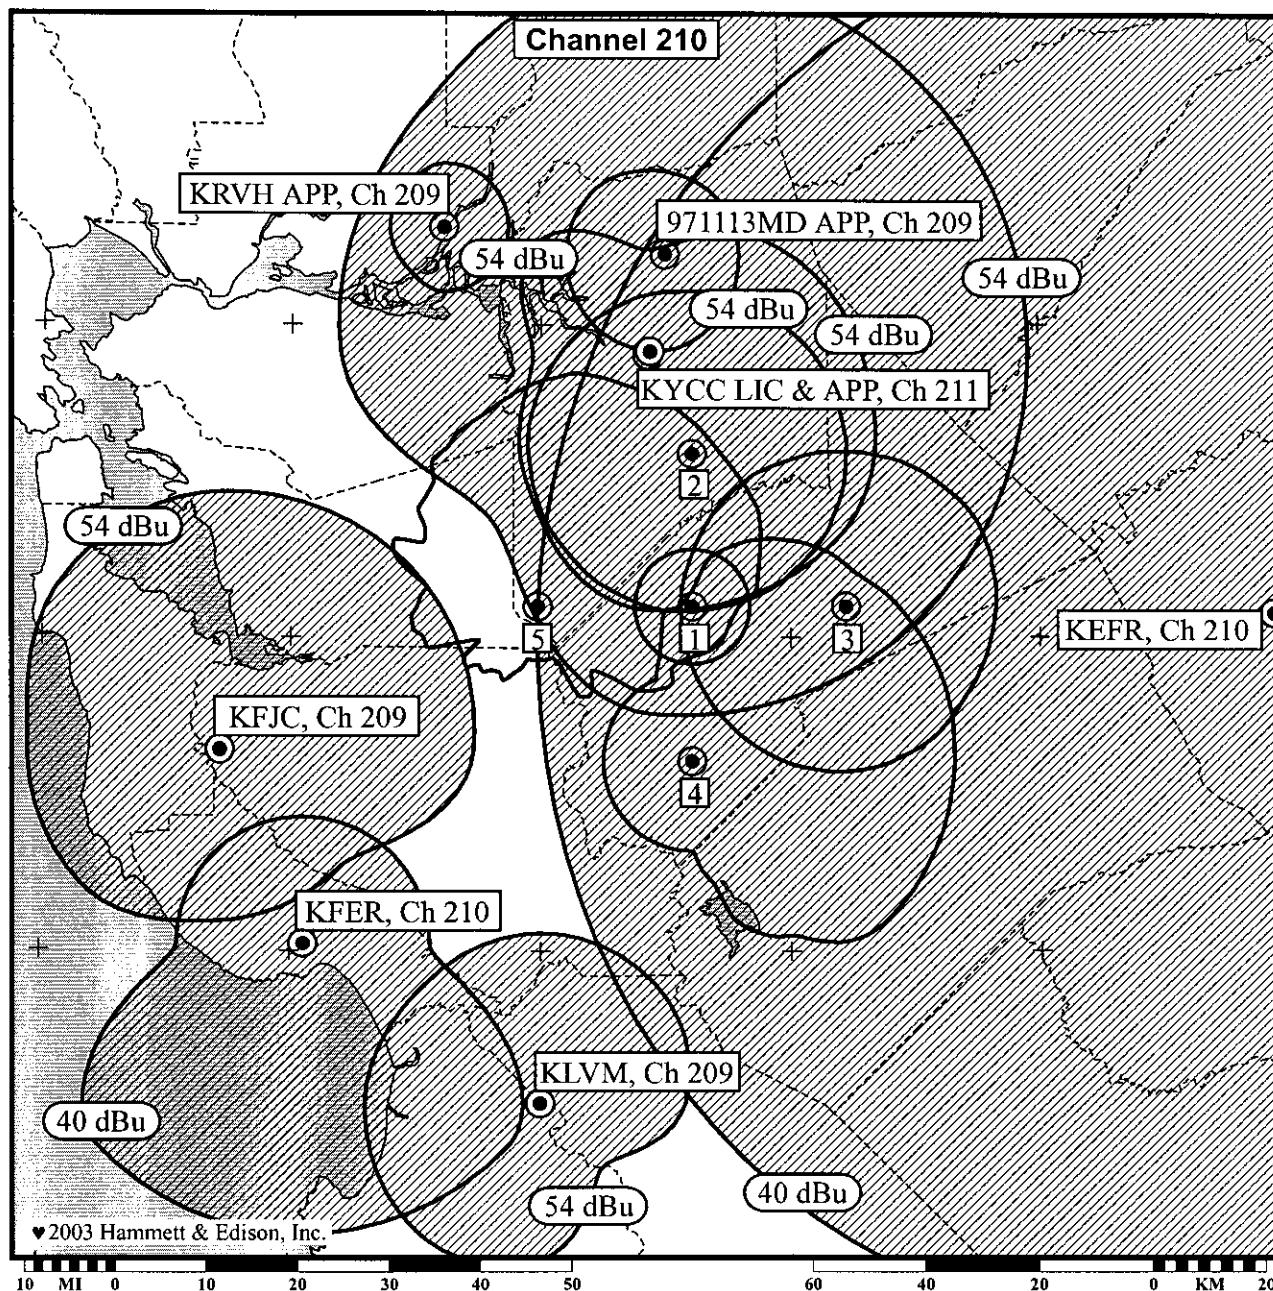 Channel 210
KRVH APP, Ch 209
971113MD APP, Ch 209
54 dBu
54 dBu
54 dBu
54 dBu
KYCC LIC & APP, Ch 211
2
54 dBu
5
1
3
KEFR, Ch 210
KFJC, Ch 209
4
KFER, Ch 210
KLVM, Ch 209
40 dBu
40 dBu
54 dBu
♥ 2003 Hammett & Edison, Inc.
10 MI 0 10 20 30 40 50 60 40 20 0 KM 20